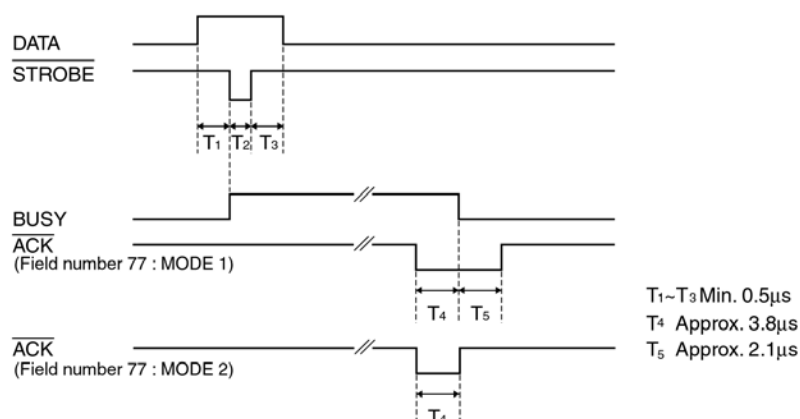 DATA
STROBE
T1 T2 T3
BUSY
ACK
(Field number 77 : MODE 1)
T4 T5
T1~T3 Min. 0.5μs
T4 Approx. 3.8μs
T5 Approx. 2.1μs
ACK
(Field number 77 : MODE 2)
T4